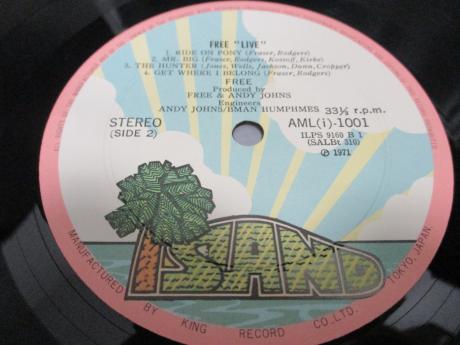 FREE "LIVE"
1. RIDE ON PONY (Fraser, Rodgers)
2. MR. BIG (Fraser, Rodgers, Kossoff, Kirke)
3. THE HUNTER (Jones, Wells, Jackson, Dunn, Cropper)
4. GET WHERE I BELONG (Fraser, Rodgers)
FREE
Produced by
FREE & ANDY JOHNS
Engineers
ANDY JOHNS/BMAN HUMPHMES
33⅓ r.p.m.
STEREO
(SIDE 2)
AML(i)-1001
ILPS 9160 B 1
(SALBt 310)
Ⓟ 1971
ISLAND
MANUFACTURED BY KING RECORD CO., LTD. TOKYO, JAPAN